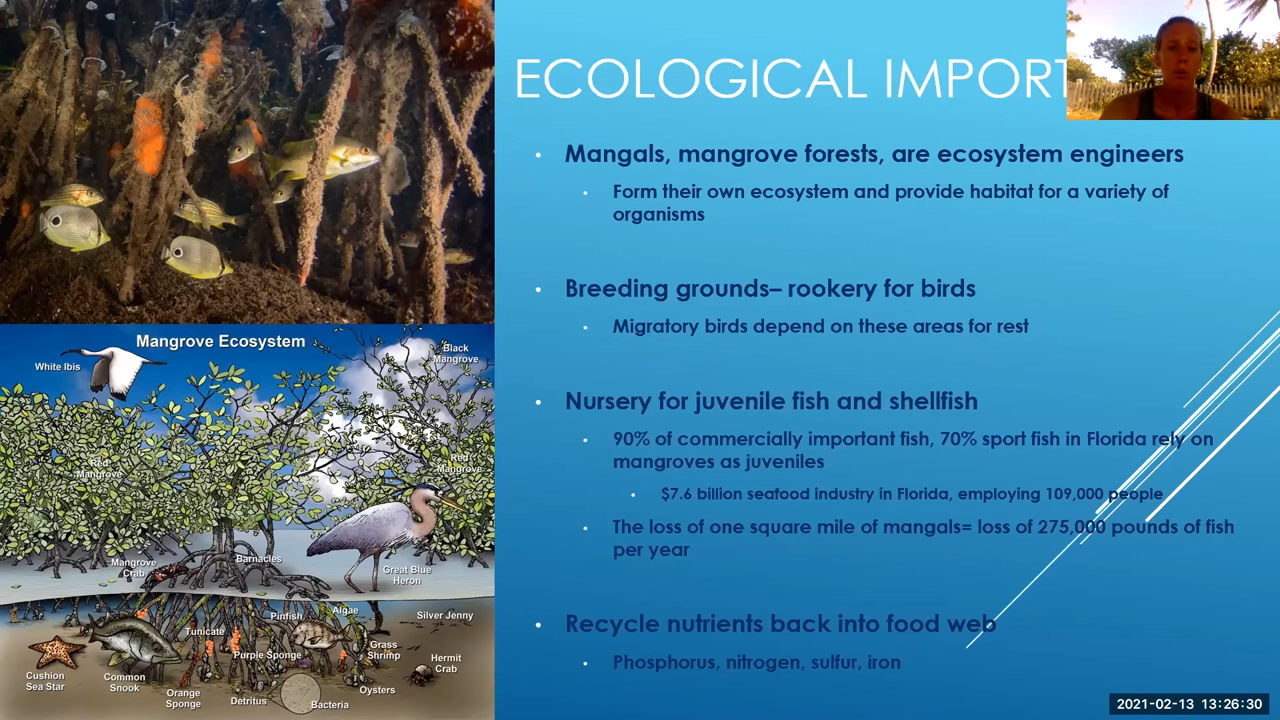 ECOLOGICAL IMPORT
Mangals, mangrove forests, are ecosystem engineers
Form their own ecosystem and provide habitat for a variety of
organisms
Breeding grounds– rookery for birds
Migratory birds depend on these areas for rest
Nursery for juvenile fish and shellfish
90% of commercially important fish, 70% sport fish in Florida rely on
mangroves as juveniles
$7.6 billion seafood industry in Florida, employing 109,000 people
The loss of one square mile of mangals= loss of 275,000 pounds of fish
per year
Recycle nutrients back into food web
Phosphorus, nitrogen, sulfur, iron
Mangrove Ecosystem
White Ibis
Black
Mangrove
Red
Mangrove
Red
Mangrove
Mangrove
Crab
Barnacles
Great Blue
Heron
Pinfish
Algae
Silver Jenny
Tunicate
Grass
Shrimp
Purple Sponge
Hermit
Crab
Cushion
Sea Star
Common
Snook
Orange
Sponge
Detritus
Bacteria
Oysters
2021-02-13 13:26:30